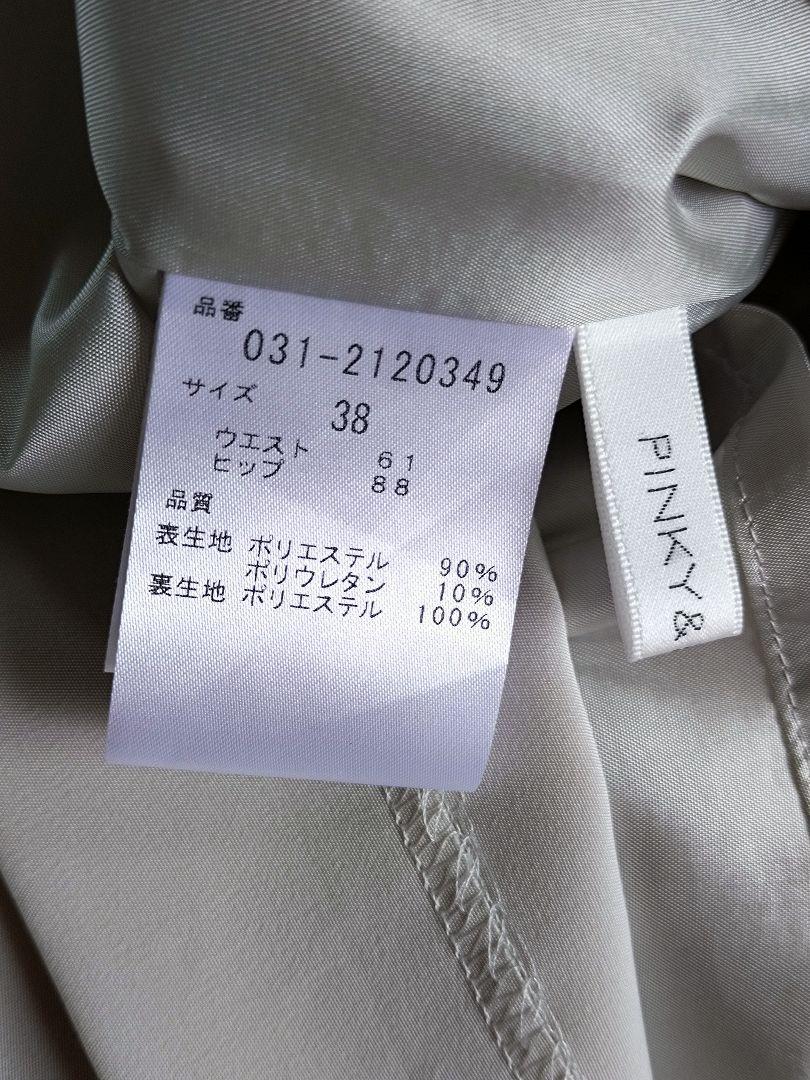 品番
031-2120349
サイズ 38
ウエスト 61
ヒップ 88
品質
表生地 ポリエステル 90%
ポリウレタン 10%
裏生地 ポリエステル 100%
PINKY&